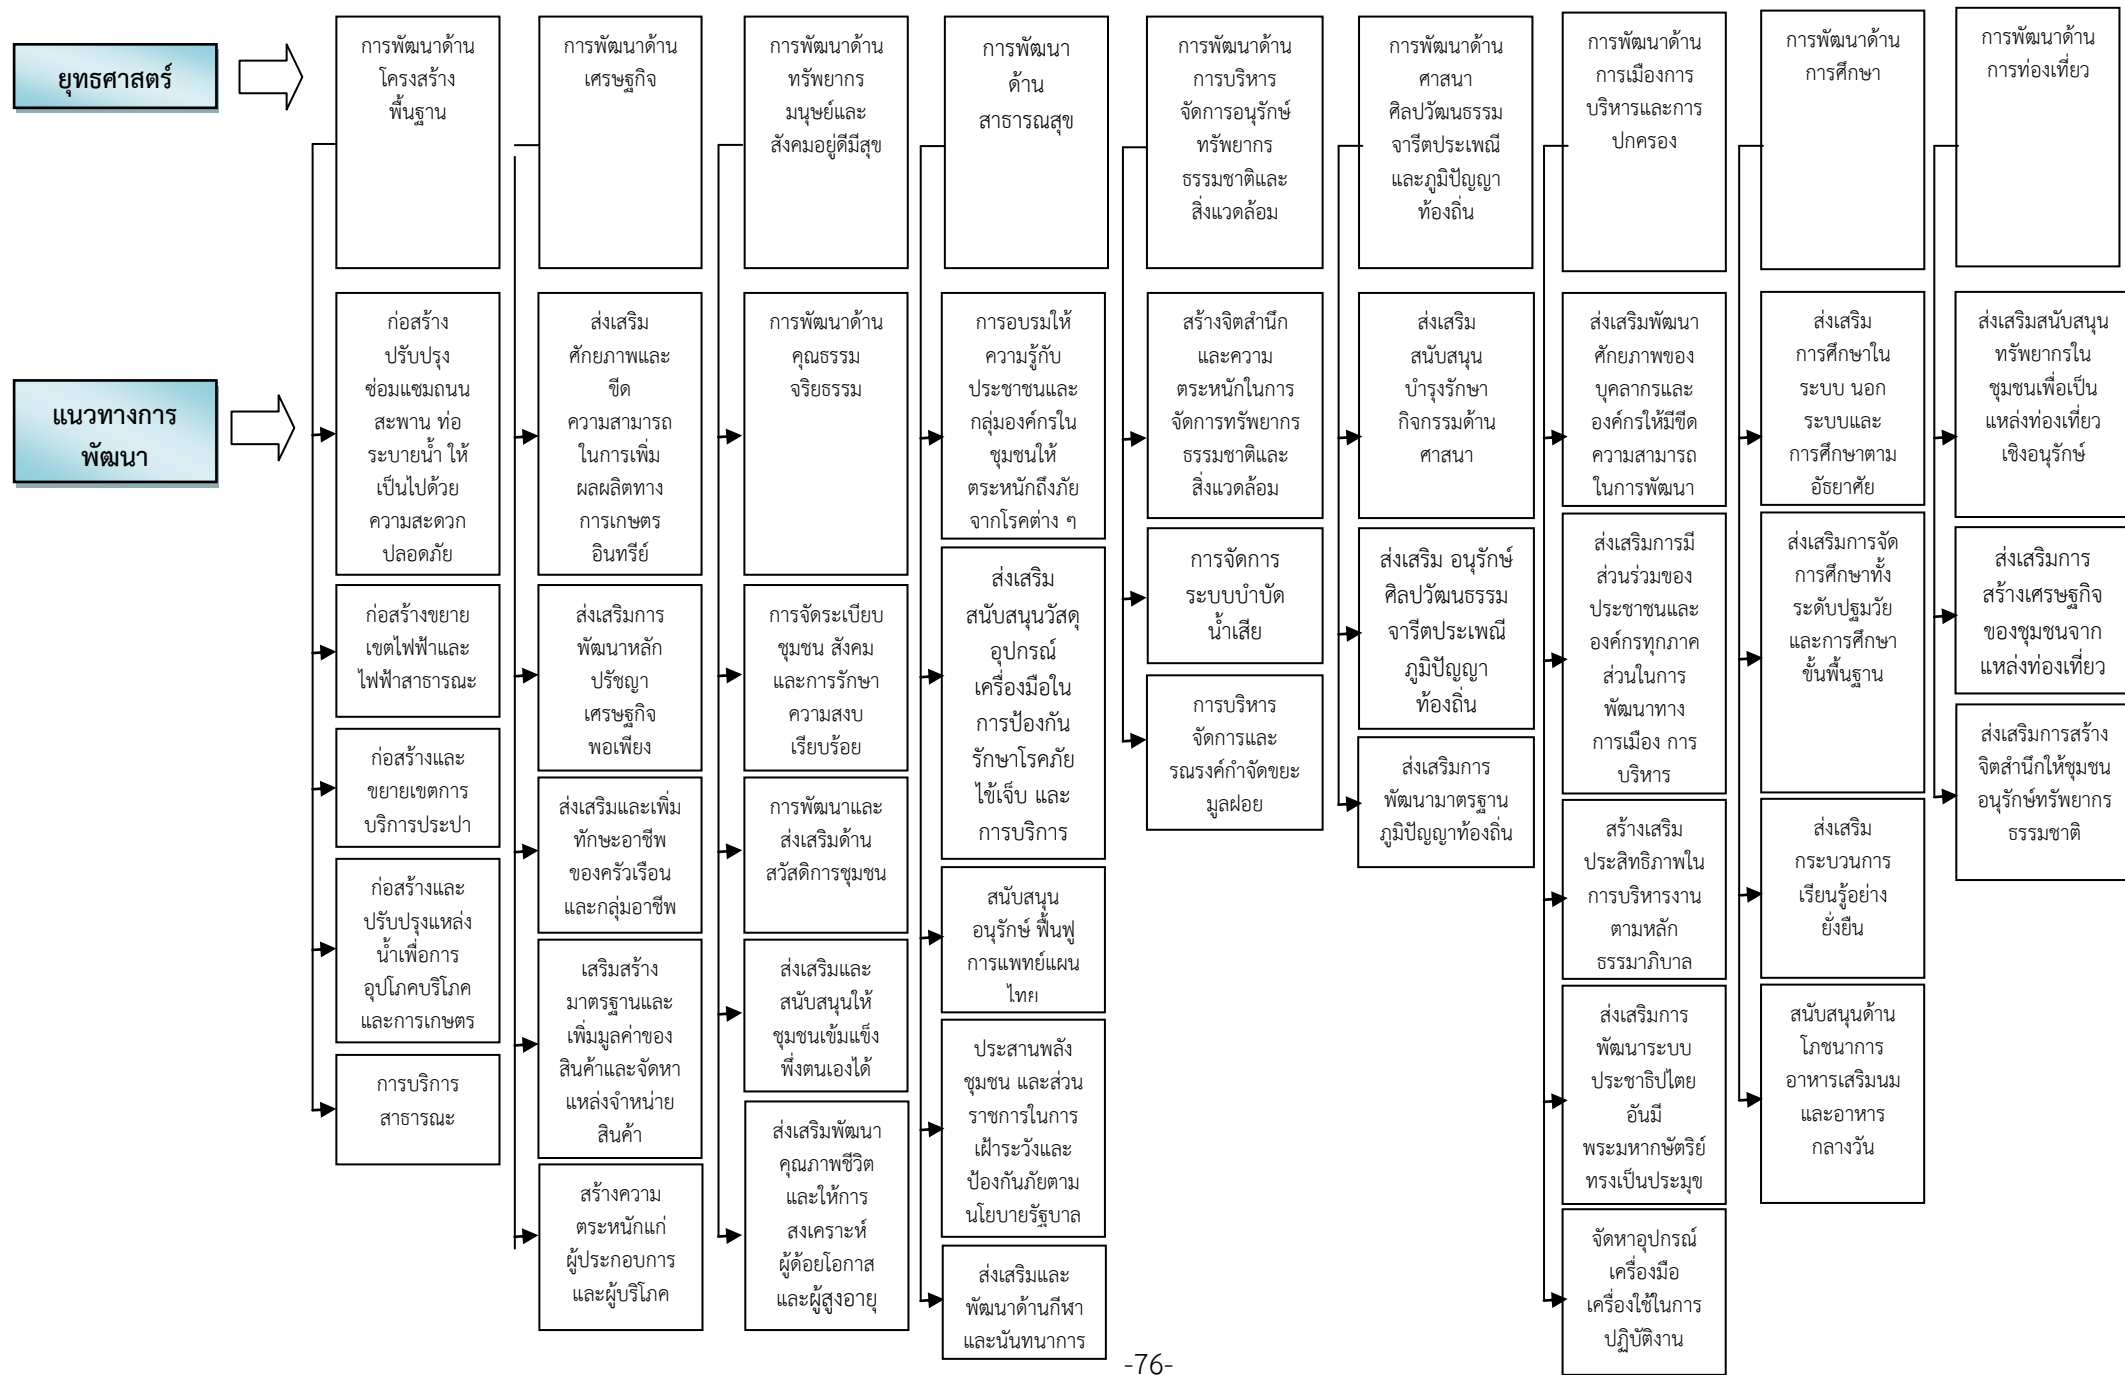 ยุทธศาสตร์
การพัฒนาด้าน
โครงสร้าง
พื้นฐาน
การพัฒนาด้าน
เศรษฐกิจ
การพัฒนาด้าน
ทรัพยากร
มนุษย์และ
สังคมอยู่ดีมีสุข
การพัฒนา
ด้าน
สาธารณสุข
การพัฒนาด้าน
การบริหาร
จัดการอนุรักษ์
ทรัพยากร
ธรรมชาติและ
สิ่งแวดล้อม
การพัฒนาด้าน
ศาสนา
ศิลปวัฒนธรรม
จารีตประเพณี
และภูมิปัญญา
ท้องถิ่น
การพัฒนาด้าน
การเมืองการ
บริหารและการ
ปกครอง
การพัฒนาด้าน
การศึกษา
การพัฒนาด้าน
การท่องเที่ยว
แนวทางการ
พัฒนา
ก่อสร้าง
ปรับปรุง
ซ่อมแซมถนน
สะพาน ท่อ
ระบายน้ำ ให้
เป็นไปด้วย
ความสะดวก
ปลอดภัย
ก่อสร้างขยาย
เขตไฟฟ้าและ
ไฟฟ้าสาธารณะ
ก่อสร้างและ
ขยายเขตการ
บริการประปา
ก่อสร้างและ
ปรับปรุงแหล่ง
น้ำเพื่อการ
อุปโภคบริโภค
และการเกษตร
การบริการ
สาธารณะ
ส่งเสริม
ศักยภาพและ
ขีด
ความสามารถ
ในการเพิ่ม
ผลผลิตทาง
การเกษตร
อินทรีย์
ส่งเสริมการ
พัฒนาหลัก
ปรัชญา
เศรษฐกิจ
พอเพียง
ส่งเสริมและเพิ่ม
ทักษะอาชีพ
ของครัวเรือน
และกลุ่มอาชีพ
เสริมสร้าง
มาตรฐานและ
เพิ่มมูลค่าของ
สินค้าและจัดหา
แหล่งจำหน่าย
สินค้า
สร้างความ
ตระหนักแก่
ผู้ประกอบการ
และผู้บริโภค
การพัฒนาด้าน
คุณธรรม
จริยธรรม
การจัดระเบียบ
ชุมชน สังคม
และการรักษา
ความสงบ
เรียบร้อย
การพัฒนาและ
ส่งเสริมด้าน
สวัสดิการชุมชน
ส่งเสริมและ
สนับสนุนให้
ชุมชนเข้มแข็ง
พึ่งตนเองได้
ส่งเสริมพัฒนา
คุณภาพชีวิต
และให้การ
สงเคราะห์
ผู้ด้อยโอกาส
และผู้สูงอายุ
การอบรมให้
ความรู้กับ
ประชาชนและ
กลุ่มองค์กรใน
ชุมชนให้
ตระหนักถึงภัย
จากโรคต่าง ๆ
ส่งเสริม
สนับสนุนวัสดุ
อุปกรณ์
เครื่องมือใน
การป้องกัน
รักษาโรคภัย
ไข้เจ็บ และ
การบริการ
สนับสนุน
อนุรักษ์ ฟื้นฟู
การแพทย์แผน
ไทย
ประสานพลัง
ชุมชน และส่วน
ราชการในการ
เฝ้าระวังและ
ป้องกันภัยตาม
นโยบายรัฐบาล
ส่งเสริมและ
พัฒนาด้านกีฬา
และนันทนาการ
สร้างจิตสำนึก
และความ
ตระหนักในการ
จัดการทรัพยากร
ธรรมชาติและ
สิ่งแวดล้อม
การจัดการ
ระบบบำบัด
น้ำเสีย
การบริหาร
จัดการและ
รณรงค์กำจัดขยะ
มูลฝอย
ส่งเสริม
สนับสนุน
บำรุงรักษา
กิจกรรมด้าน
ศาสนา
ส่งเสริม อนุรักษ์
ศิลปวัฒนธรรม
จารีตประเพณี
ภูมิปัญญา
ท้องถิ่น
ส่งเสริมการ
พัฒนามาตรฐาน
ภูมิปัญญาท้องถิ่น
ส่งเสริมพัฒนา
ศักยภาพของ
บุคลากรและ
องค์กรให้มีขีด
ความสามารถ
ในการพัฒนา
ส่งเสริมการมี
ส่วนร่วมของ
ประชาชนและ
องค์กรทุกภาค
ส่วนในการ
พัฒนาทาง
การเมือง การ
บริหาร
สร้างเสริม
ประสิทธิภาพใน
การบริหารงาน
ตามหลัก
ธรรมาภิบาล
ส่งเสริมการ
พัฒนาระบบ
ประชาธิปไตย
อันมี
พระมหากษัตริย์
ทรงเป็นประมุข
จัดหาอุปกรณ์
เครื่องมือ
เครื่องใช้ในการ
ปฏิบัติงาน
ส่งเสริม
การศึกษาใน
ระบบ นอก
ระบบและ
การศึกษาตาม
อัธยาศัย
ส่งเสริมการจัด
การศึกษาทั้ง
ระดับปฐมวัย
และการศึกษา
ขั้นพื้นฐาน
ส่งเสริม
กระบวนการ
เรียนรู้อย่าง
ยั่งยืน
สนับสนุนด้าน
โภชนาการ
อาหารเสริมนม
และอาหาร
กลางวัน
ส่งเสริมสนับสนุน
ทรัพยากรใน
ชุมชนเพื่อเป็น
แหล่งท่องเที่ยว
เชิงอนุรักษ์
ส่งเสริมการ
สร้างเศรษฐกิจ
ของชุมชนจาก
แหล่งท่องเที่ยว
ส่งเสริมการสร้าง
จิตสำนึกให้ชุมชน
อนุรักษ์ทรัพยากร
ธรรมชาติ
-76-